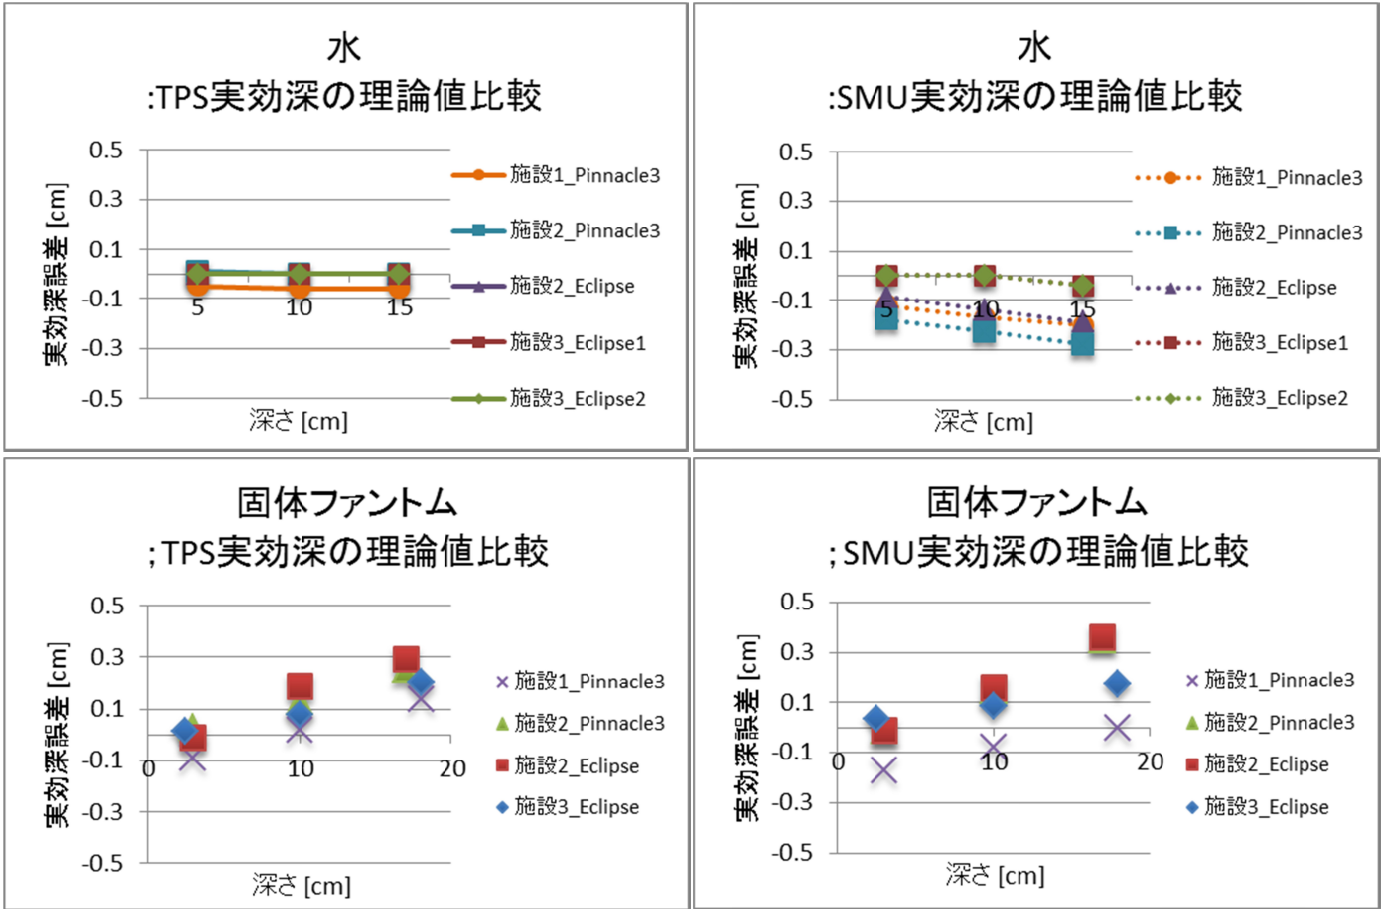 水
:TPS実効深の理論値比較
0.5
0.3
0.1
-0.1
-0.3
-0.5
5
10
15
実効深誤差 [cm]
深さ [cm]
施設1_Pinnacle3
施設2_Pinnacle3
施設2_Eclipse
施設3_Eclipse1
施設3_Eclipse2
水
:SMU実効深の理論値比較
0.5
0.3
0.1
-0.1
-0.3
-0.5
5
10
15
実効深誤差 [cm]
深さ [cm]
施設1_Pinnacle3
施設2_Pinnacle3
施設2_Eclipse
施設3_Eclipse1
施設3_Eclipse2
固体ファントム
;TPS実効深の理論値比較
0.5
0.3
0.1
-0.1
-0.3
-0.5
0
10
20
実効深誤差 [cm]
深さ [cm]
施設1_Pinnacle3
施設2_Pinnacle3
施設2_Eclipse
施設3_Eclipse
固体ファントム
;SMU実効深の理論値比較
0.5
0.3
0.1
-0.1
-0.3
-0.5
0
10
20
実効深誤差 [cm]
深さ [cm]
施設1_Pinnacle3
施設2_Pinnacle3
施設2_Eclipse
施設3_Eclipse